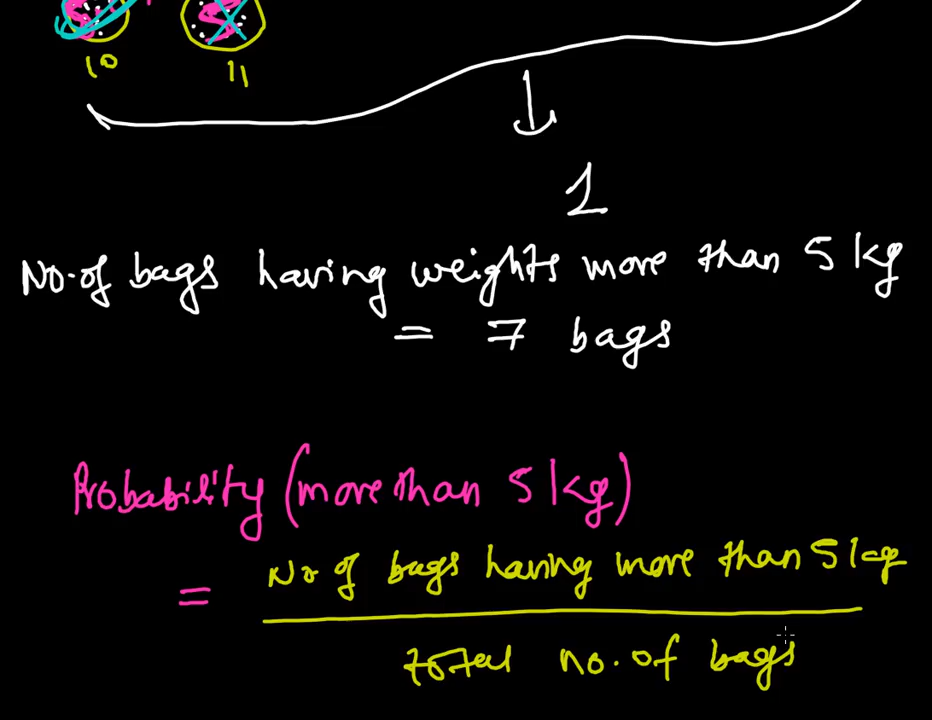 10 11
1
No. of bags having weights more than 5 kg
= 7 bags
Probability (more than 5 kg)
= No of bags having more than 5 kg
total no. of bags